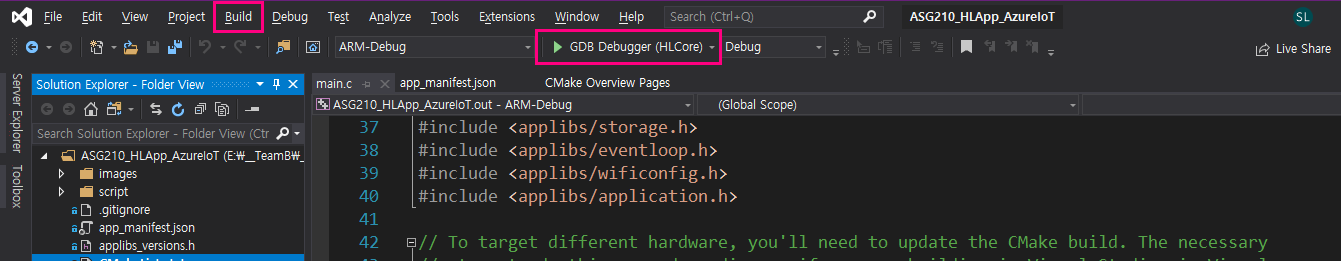 File Edit View Project Build Debug Test Analyze Tools Extensions Window Help Search (Ctrl+Q) ASG210_HLApp_AzureIoT SL
ARM-Debug GDB Debugger (HLCore) Debug Live Share
Server Explorer
Toolbox
Solution Explorer - Folder View
Search Solution Explorer - Folder View (Ctr
ASG210_HLApp_AzureIoT (E:₩__TeamB₩_
images
script
.gitignore
app_manifest.json
applibs_versions.h
main.c app_manifest.json CMake Overview Pages
ASG210_HLApp_AzureIoT.out - ARM-Debug (Global Scope)
37 #include <applibs/storage.h>
38 #include <applibs/eventloop.h>
39 #include <applibs/wificonfig.h>
40 #include <applibs/application.h>
41
42 // To target different hardware, you'll need to update the CMake build. The necessary